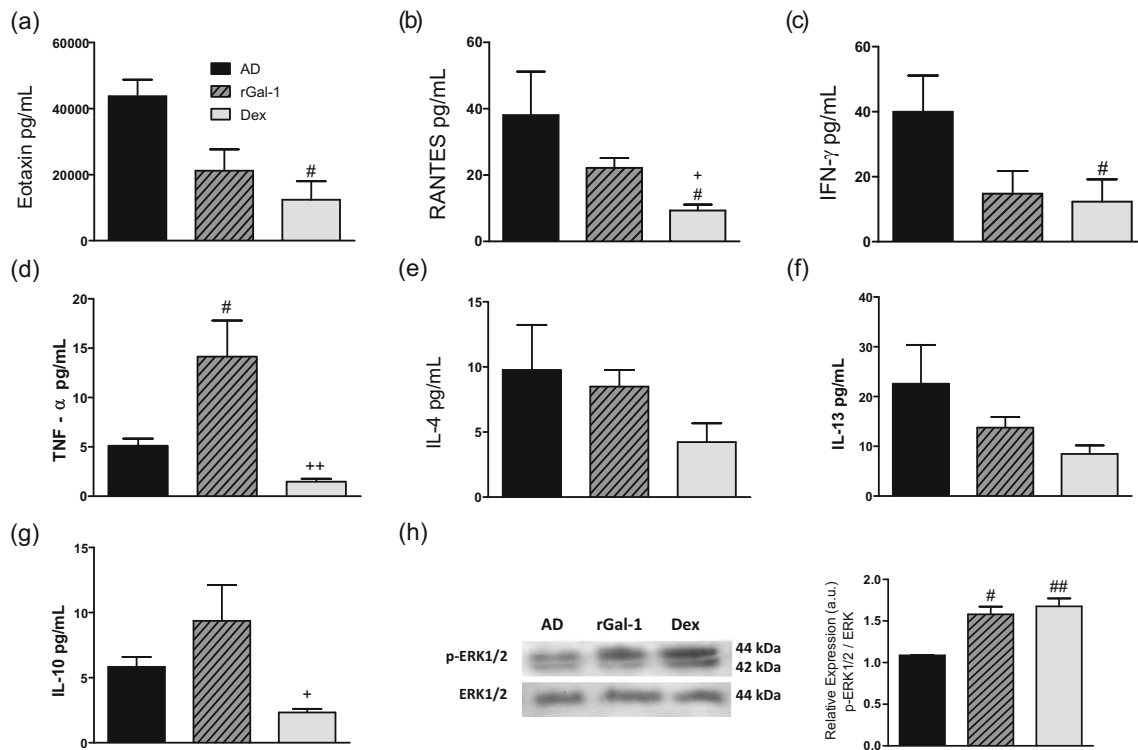 (a)
Eotaxin pg/mL
60000
40000
20000
0
AD
rGal-1
Dex
#
(b)
RANTES pg/mL
60
40
20
0
+
#
(c)
IFN-γ pg/mL
60
40
20
0
#
(d)
TNF - α pg/mL
20
15
10
5
0
#
++
(e)
IL-4 pg/mL
15
10
5
0
(f)
IL-13 pg/mL
40
30
20
10
0
(g)
IL-10 pg/mL
15
10
5
0
+
(h)
AD rGal-1 Dex
p-ERK1/2
44 kDa
42 kDa
ERK1/2
44 kDa
Relative Expression (a.u.)
p-ERK1/2 / ERK
2.0
1.5
1.0
0.5
0.0
#
##